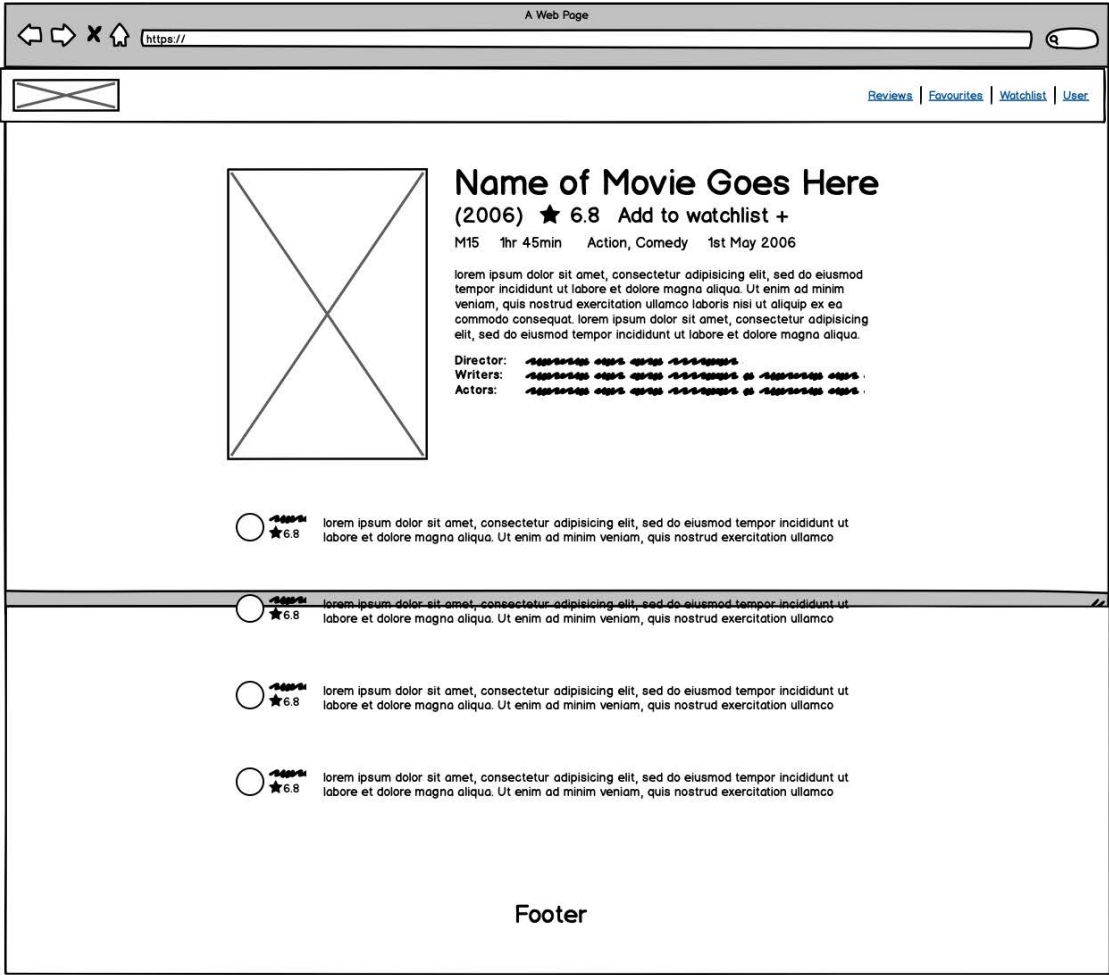 A Web Page
https://
Reviews | Favourites | Watchlist | User
Name of Movie Goes Here
(2006) ★ 6.8 Add to watchlist +
M15 1hr 45min Action, Comedy 1st May 2006
lorem ipsum dolor sit amet, consectetur adipisicing elit, sed do eiusmod
tempor incididunt ut labore et dolore magna aliqua. Ut enim ad minim
veniam, quis nostrud exercitation ullamco laboris nisi ut aliquip ex ea
commodo consequat. lorem ipsum dolor sit amet, consectetur adipisicing
elit, sed do eiusmod tempor incididunt ut labore et dolore magna aliqua.
Director:
Writers:
Actors:
lorem ipsum dolor sit amet, consectetur adipisicing elit, sed do eiusmod tempor incididunt ut
★6.8
labore et dolore magna aliqua. Ut enim ad minim veniam, quis nostrud exercitation ullamco
lorem ipsum dolor sit amet, consectetur adipisicing elit, sed do eiusmod tempor incididunt ut
★6.8
labore et dolore magna aliqua. Ut enim ad minim veniam, quis nostrud exercitation ullamco
lorem ipsum dolor sit amet, consectetur adipisicing elit, sed do eiusmod tempor incididunt ut
★6.8
labore et dolore magna aliqua. Ut enim ad minim veniam, quis nostrud exercitation ullamco
lorem ipsum dolor sit amet, consectetur adipisicing elit, sed do eiusmod tempor incididunt ut
★6.8
labore et dolore magna aliqua. Ut enim ad minim veniam, quis nostrud exercitation ullamco
Footer